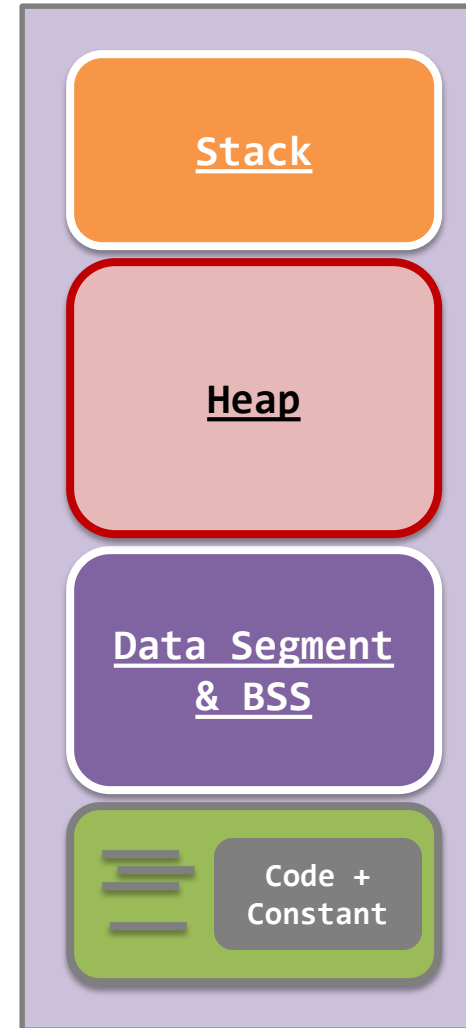 Stack
Heap
Data Segment
& BSS
Code +
Constant